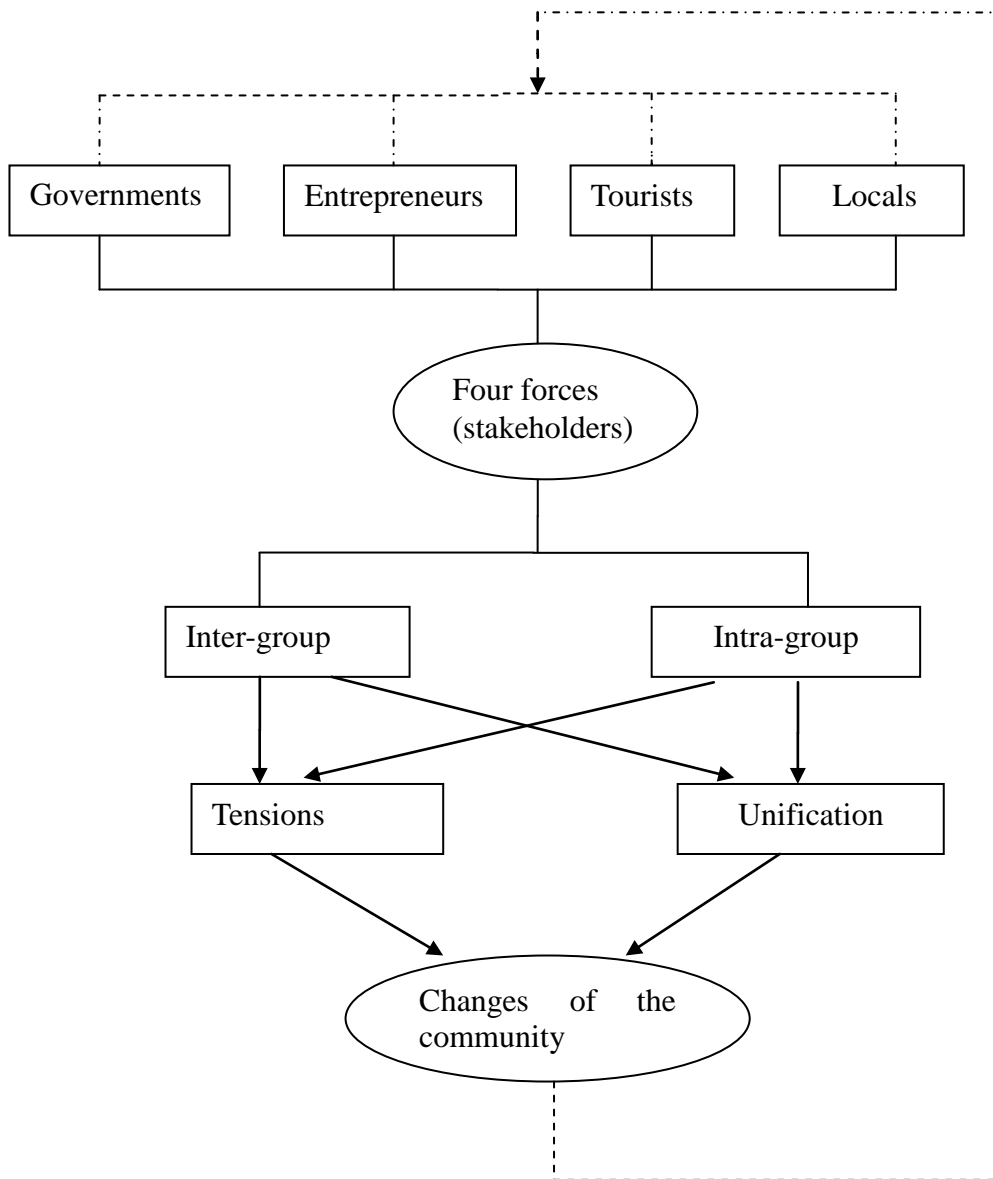 Governments
Entrepreneurs
Tourists
Locals
Four forces
(stakeholders)
Inter-group
Intra-group
Tensions
Unification
Changes of the
community